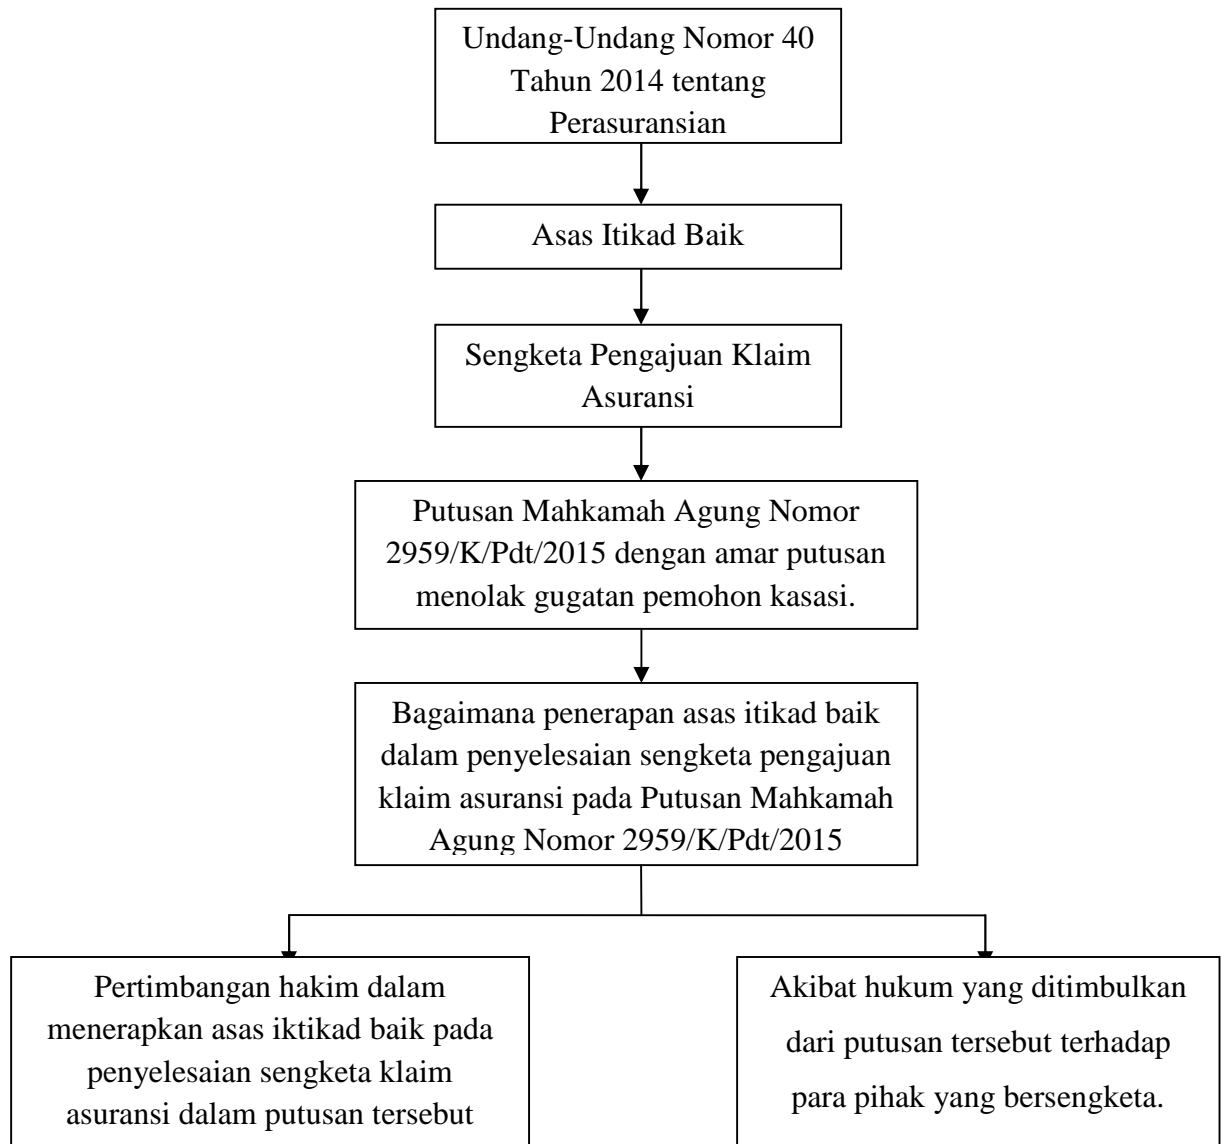 Undang-Undang Nomor 40
Tahun 2014 tentang
Perasuransian
Asas Itikad Baik
Sengketa Pengajuan Klaim
Asuransi
Putusan Mahkamah Agung Nomor
2959/K/Pdt/2015 dengan amar putusan
menolak gugatan pemohon kasasi.
Bagaimana penerapan asas itikad baik
dalam penyelesaian sengketa pengajuan
klaim asuransi pada Putusan Mahkamah
Agung Nomor 2959/K/Pdt/2015
Pertimbangan hakim dalam
menerapkan asas iktikad baik pada
penyelesaian sengketa klaim
asuransi dalam putusan tersebut
Akibat hukum yang ditimbulkan
dari putusan tersebut terhadap
para pihak yang bersengketa.